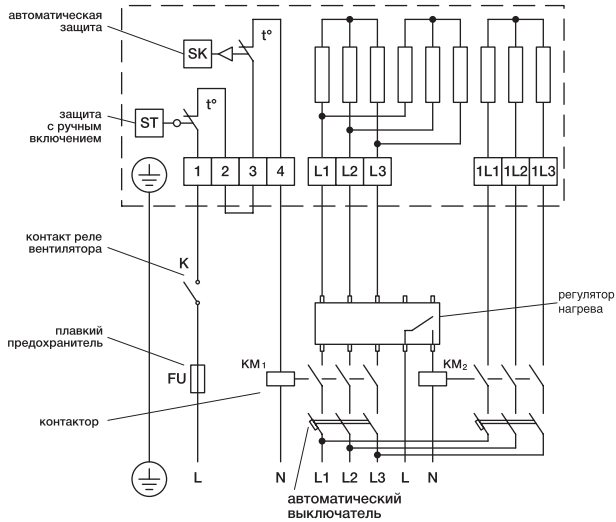 автоматическая
защита
SK
t°
защита
с ручным
включением
ST
t°
1 2 3 4 L1 L2 L3 1L1 1L2 1L3
контакт реле
вентилятора
K
регулятор
нагрева
плавкий
предохранитель
FU
KM1
KM2
контактор
L N L1 L2 L3 L N
автоматический
выключатель